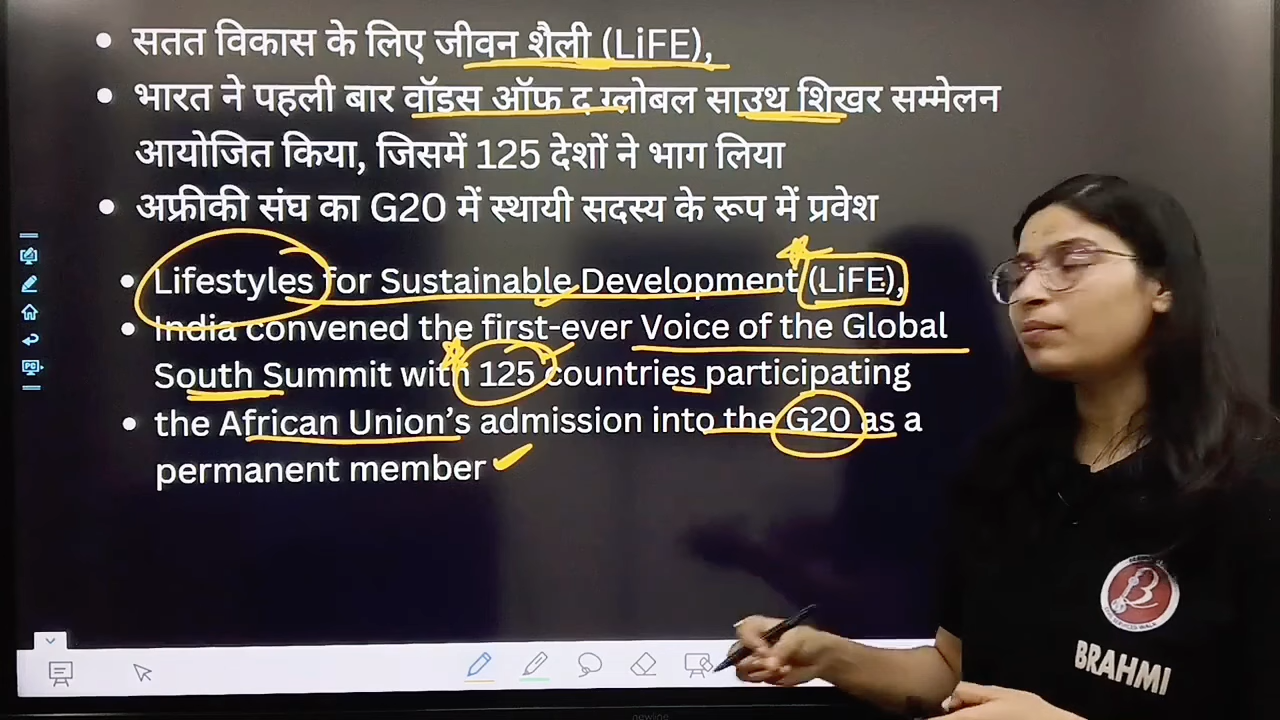 सतत विकास के लिए जीवन शैली (LiFE),
भारत ने पहली बार वॉइस ऑफ द ग्लोबल साउथ शिखर सम्मेलन
आयोजित किया, जिसमें 125 देशों ने भाग लिया
अफ्रीकी संघ का G20 में स्थायी सदस्य के रूप में प्रवेश
Lifestyles for Sustainable Development (LiFE),
India convened the first-ever Voice of the Global
South Summit with 125 countries participating
the African Union's admission into the G20 as a
permanent member
BRAHMI
newline